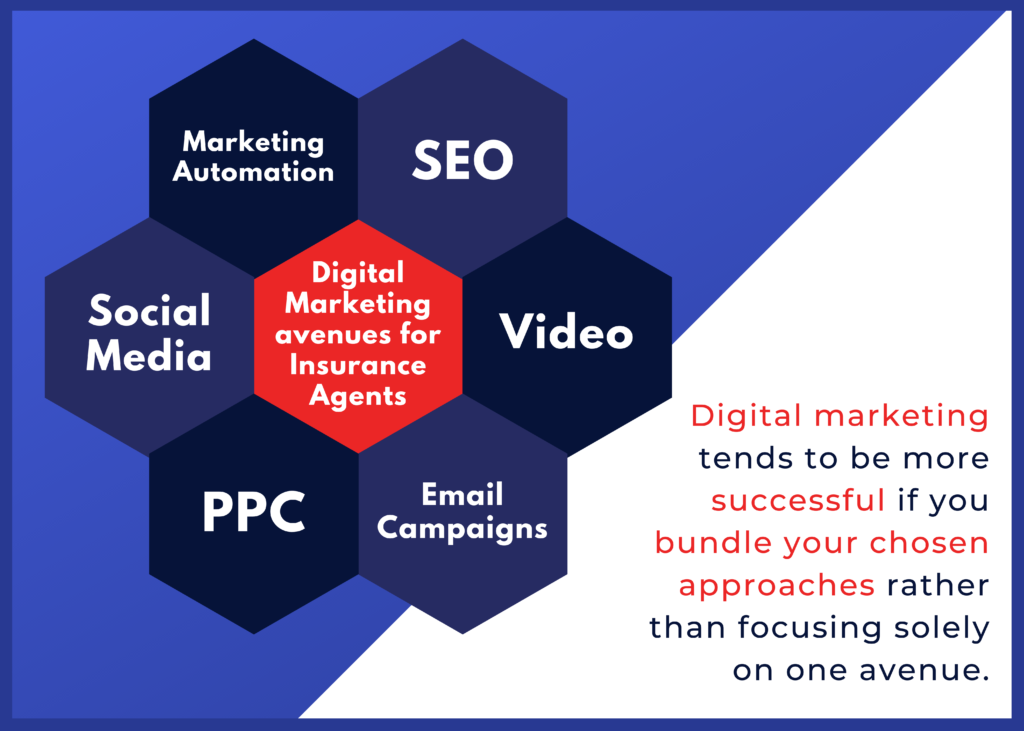 Marketing
Automation
SEO
Social
Media
Digital
Marketing
avenues for
Insurance
Agents
Video
PPC
Email
Campaigns
Digital marketing
tends to be more
successful if you
bundle your chosen
approaches rather
than focusing solely
on one avenue.